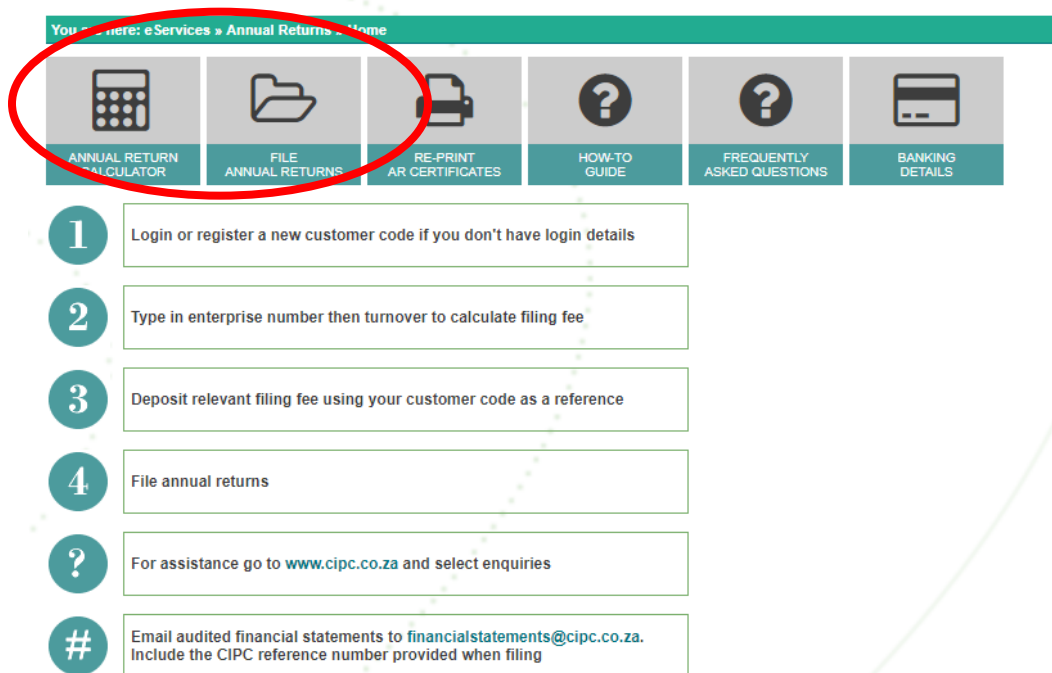 You are here: eServices » Annual Returns » Home
ANNUAL RETURN
CALCULATOR
FILE
ANNUAL RETURNS
RE-PRINT
AR CERTIFICATES
HOW-TO
GUIDE
FREQUENTLY
ASKED QUESTIONS
BANKING
DETAILS
1
Login or register a new customer code if you don't have login details
2
Type in enterprise number then turnover to calculate filing fee
3
Deposit relevant filing fee using your customer code as a reference
4
File annual returns
?
For assistance go to www.cipc.co.za and select enquiries
#
Email audited financial statements to financialstatements@cipc.co.za.
Include the CIPC reference number provided when filing